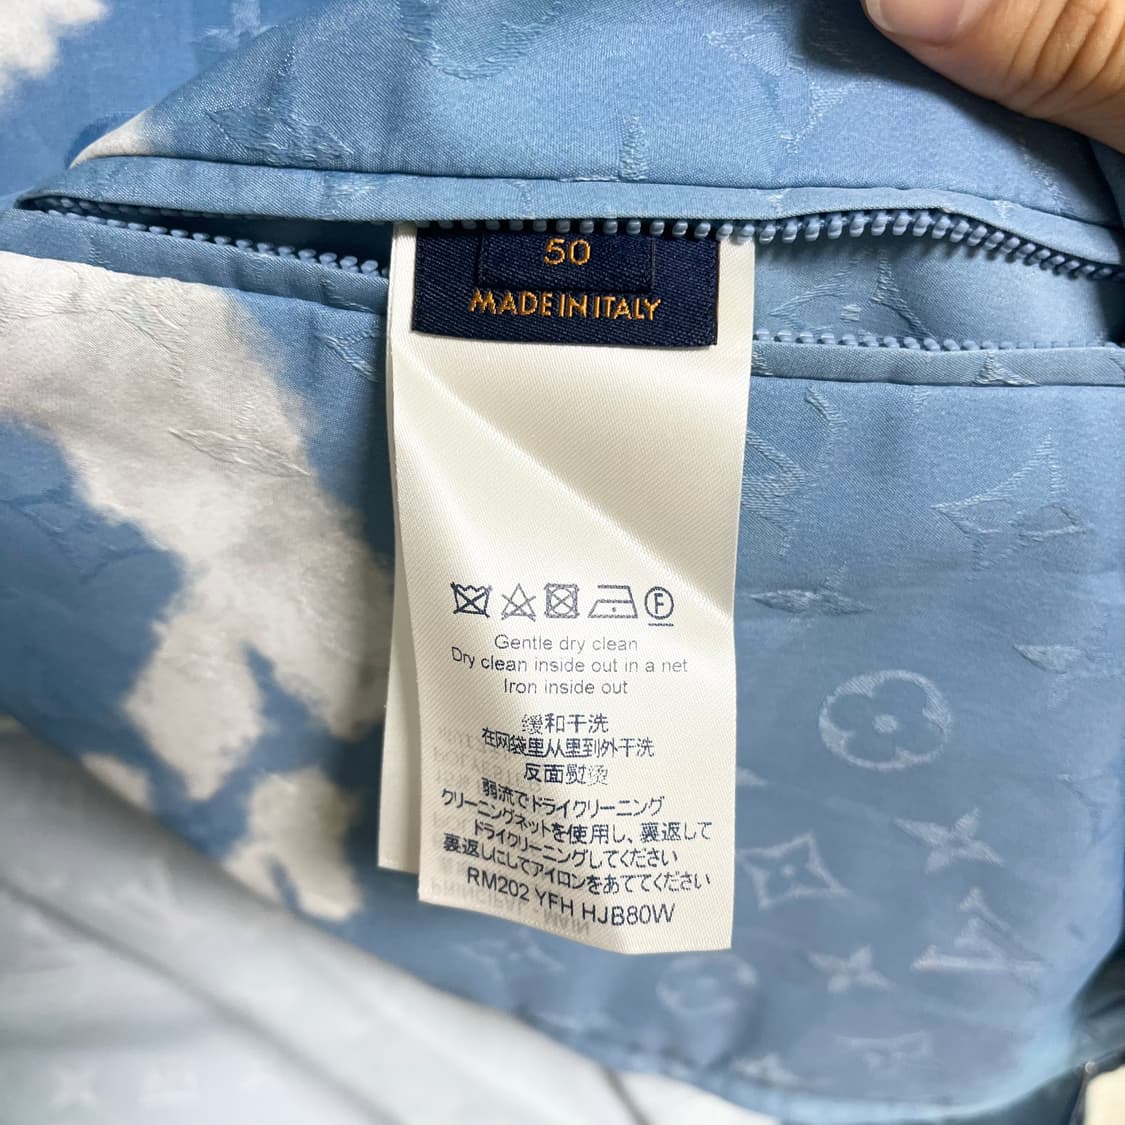 50
MADE IN ITALY
F
Gentle dry clean
Dry clean inside out in a net
Iron inside out
缓和干洗
在网袋里从里到外干洗
反面熨烫
弱流でドライクリーニング
クリーニングネットを使用し、裏返して
ドライクリーニングしてください
裏返しにしてアイロンをあててください
RM202 YFH HJB80W